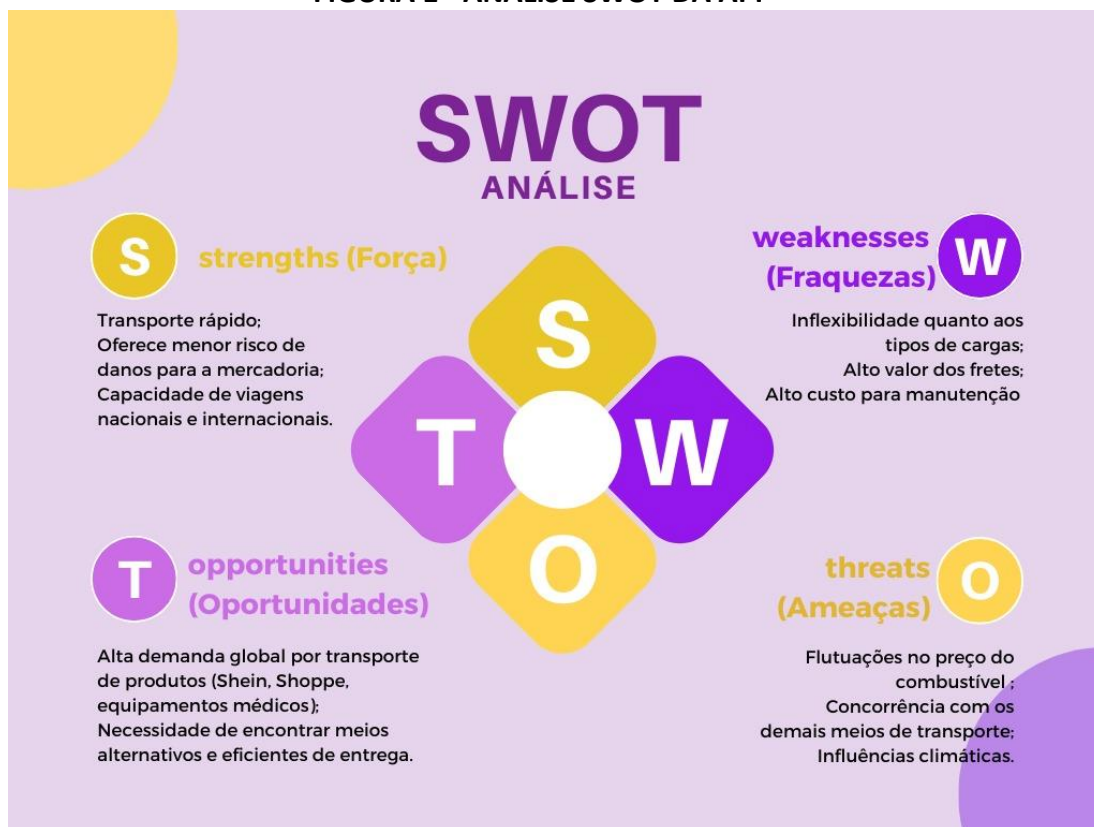 SWOT
ANÁLISE
S
strengths (Força)
Transporte rápido;
Oferece menor risco de
danos para a mercadoria;
Capacidade de viagens
nacionais e internacionais.
weaknesses
(Fraquezas)
W
Inflexibilidade quanto aos
tipos de cargas;
Alto valor dos fretes;
Alto custo para manutenção
S
T
W
O
T
opportunities
(Oportunidades)
Alta demanda global por transporte
de produtos (Shein, Shoppe,
equipamentos médicos);
Necessidade de encontrar meios
alternativos e eficientes de entrega.
threats
(Ameaças)
O
Flutuações no preço do
combustível ;
Concorrência com os
demais meios de transporte;
Influências climáticas.